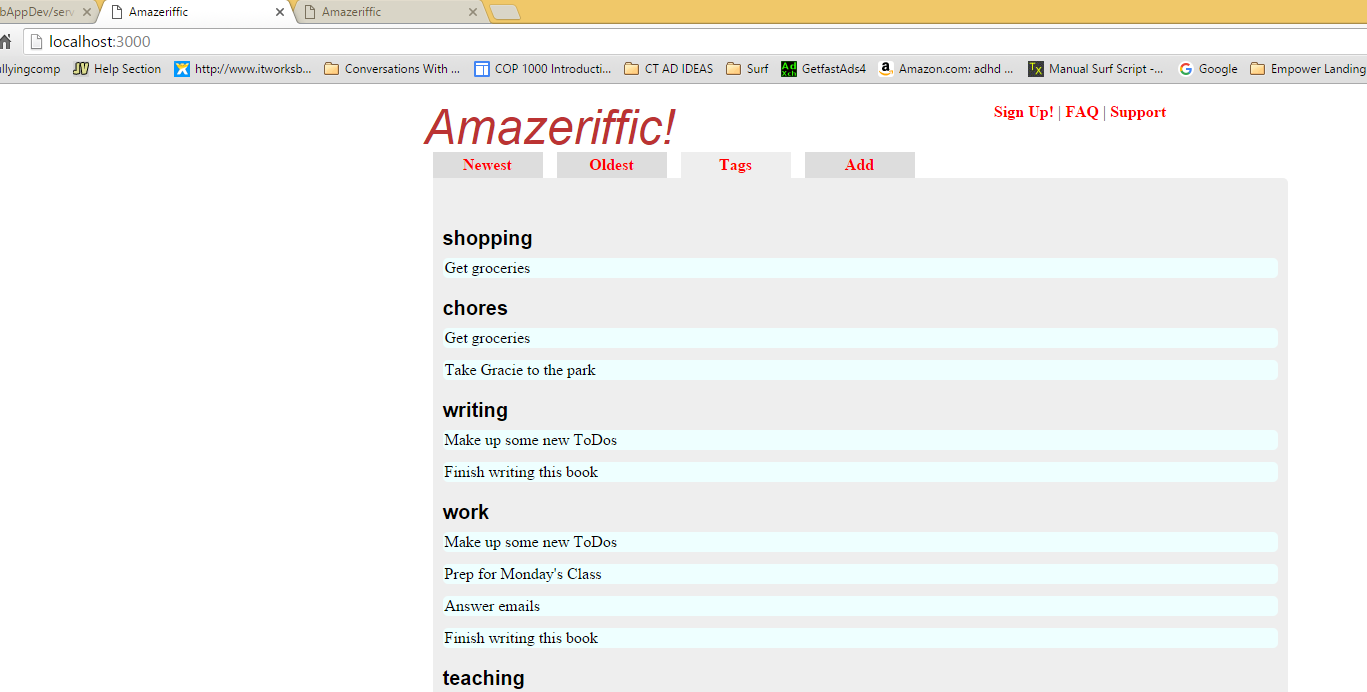 bAppDev/serv Amazeriffic Amazeriffic
localhost:3000
llyingcomp Help Section http://www.itworksb... Conversations With ... COP 1000 Introducti... CT AD IDEAS Surf Ad Xch GetfastAds4 Amazon.com: adhd ... Tx Manual Surf Script -... Google Empower Landing
Amazeriffic!
Sign Up! | FAQ | Support
Newest Oldest Tags Add
shopping
Get groceries
chores
Get groceries
Take Gracie to the park
writing
Make up some new ToDos
Finish writing this book
work
Make up some new ToDos
Prep for Monday's Class
Answer emails
Finish writing this book
teaching